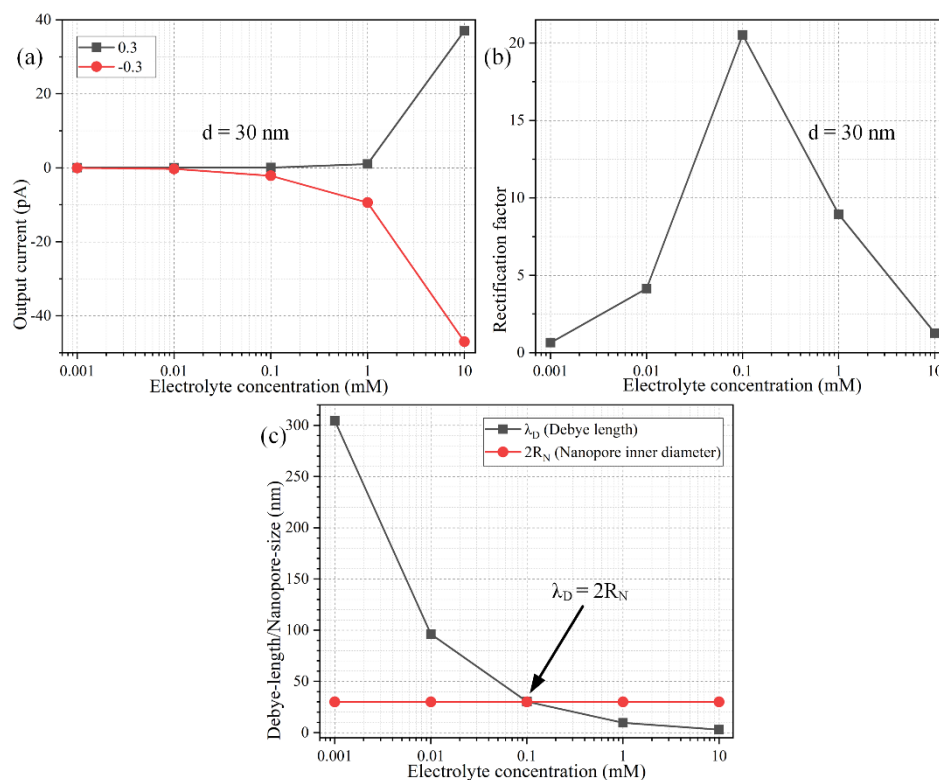 (a)
0.3
-0.3
d = 30 nm
Output current (pA)
40
20
0
-20
-40
0.001 0.01 0.1 1 10
Electrolyte concentration (mM)
(b)
d = 30 nm
Rectification factor
20
15
10
5
0
0.001 0.01 0.1 1 10
Electrolyte concentration (mM)
(c)
λD (Debye length)
2RN (Nanopore inner diameter)
λD = 2RN
Debye-length/Nanopore-size (nm)
300
250
200
150
100
50
0
0.001 0.01 0.1 1 10
Electrolyte concentration (mM)